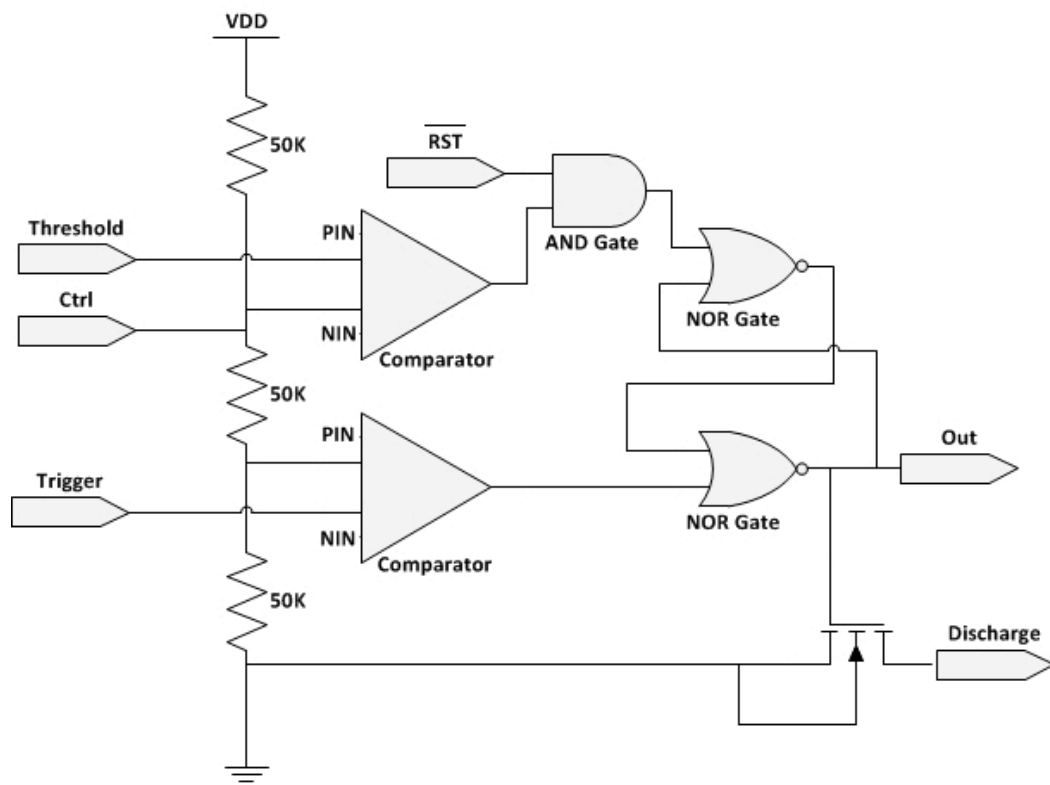 VDD
50K
RST
AND Gate
Threshold
PIN
Ctrl
NIN
Comparator
NOR Gate
50K
PIN
Trigger
NIN
Comparator
NOR Gate
Out
50K
Discharge